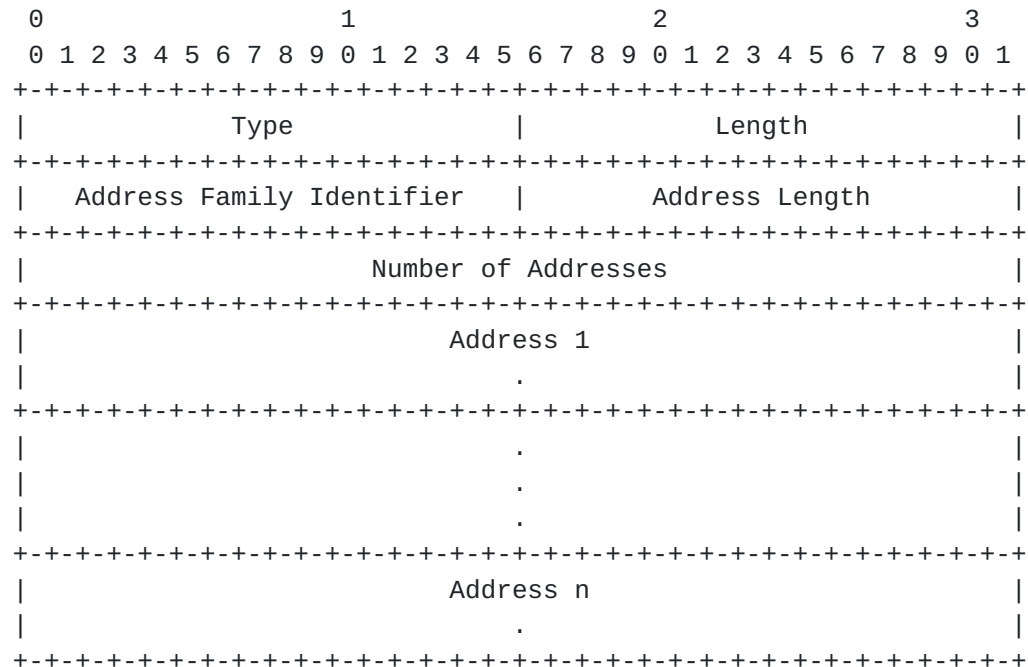 0                   1                   2                   3
 0 1 2 3 4 5 6 7 8 9 0 1 2 3 4 5 6 7 8 9 0 1 2 3 4 5 6 7 8 9 0 1
+-+-+-+-+-+-+-+-+-+-+-+-+-+-+-+-+-+-+-+-+-+-+-+-+-+-+-+-+-+-+-+-+
|             Type              |            Length             |
+-+-+-+-+-+-+-+-+-+-+-+-+-+-+-+-+-+-+-+-+-+-+-+-+-+-+-+-+-+-+-+-+
|   Address Family Identifier   |        Address Length         |
+-+-+-+-+-+-+-+-+-+-+-+-+-+-+-+-+-+-+-+-+-+-+-+-+-+-+-+-+-+-+-+-+
|                      Number of Addresses                      |
+-+-+-+-+-+-+-+-+-+-+-+-+-+-+-+-+-+-+-+-+-+-+-+-+-+-+-+-+-+-+-+-+
|                           Address 1                           |
|                               .                               |
+-+-+-+-+-+-+-+-+-+-+-+-+-+-+-+-+-+-+-+-+-+-+-+-+-+-+-+-+-+-+-+-+
|                               .                               |
|                               .                               |
|                               .                               |
+-+-+-+-+-+-+-+-+-+-+-+-+-+-+-+-+-+-+-+-+-+-+-+-+-+-+-+-+-+-+-+-+
|                           Address n                           |
|                               .                               |
+-+-+-+-+-+-+-+-+-+-+-+-+-+-+-+-+-+-+-+-+-+-+-+-+-+-+-+-+-+-+-+-+